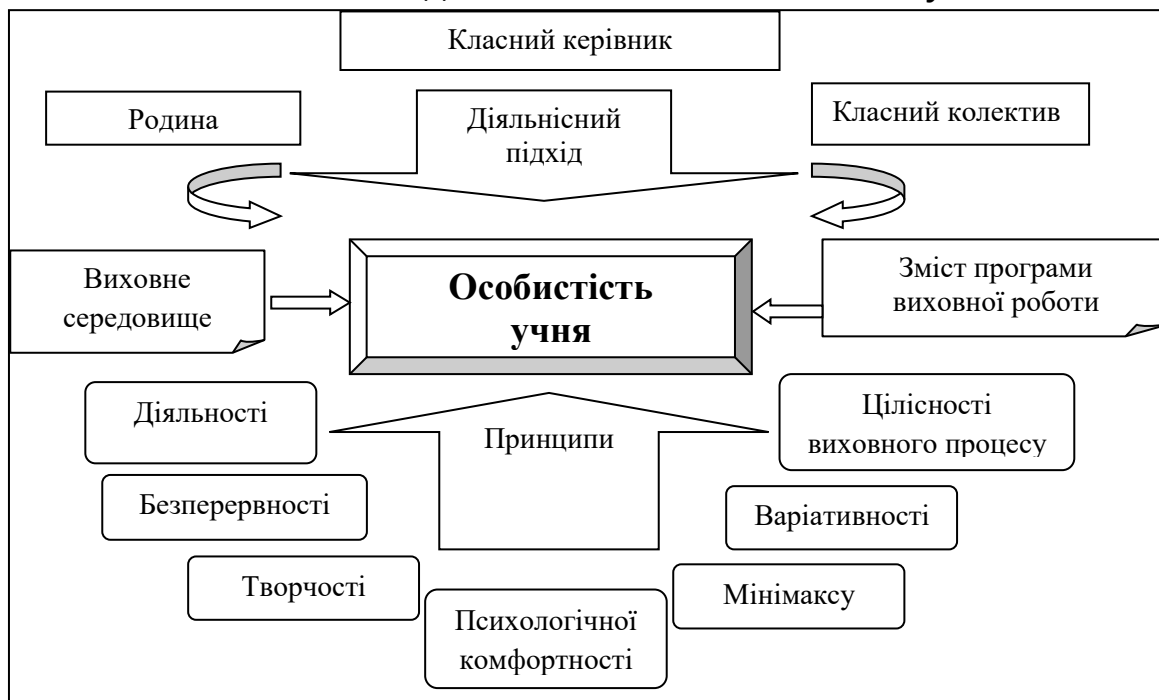 Класний керівник
Родина
Діяльнісний
підхід
Класний колектив
Виховне
середовище
Особистість
учня
Зміст програми
виховної роботи
Діяльності
Принципи
Цілісності
виховного процесу
Безперервності
Варіативності
Творчості
Мінімаксу
Психологічної
комфортності